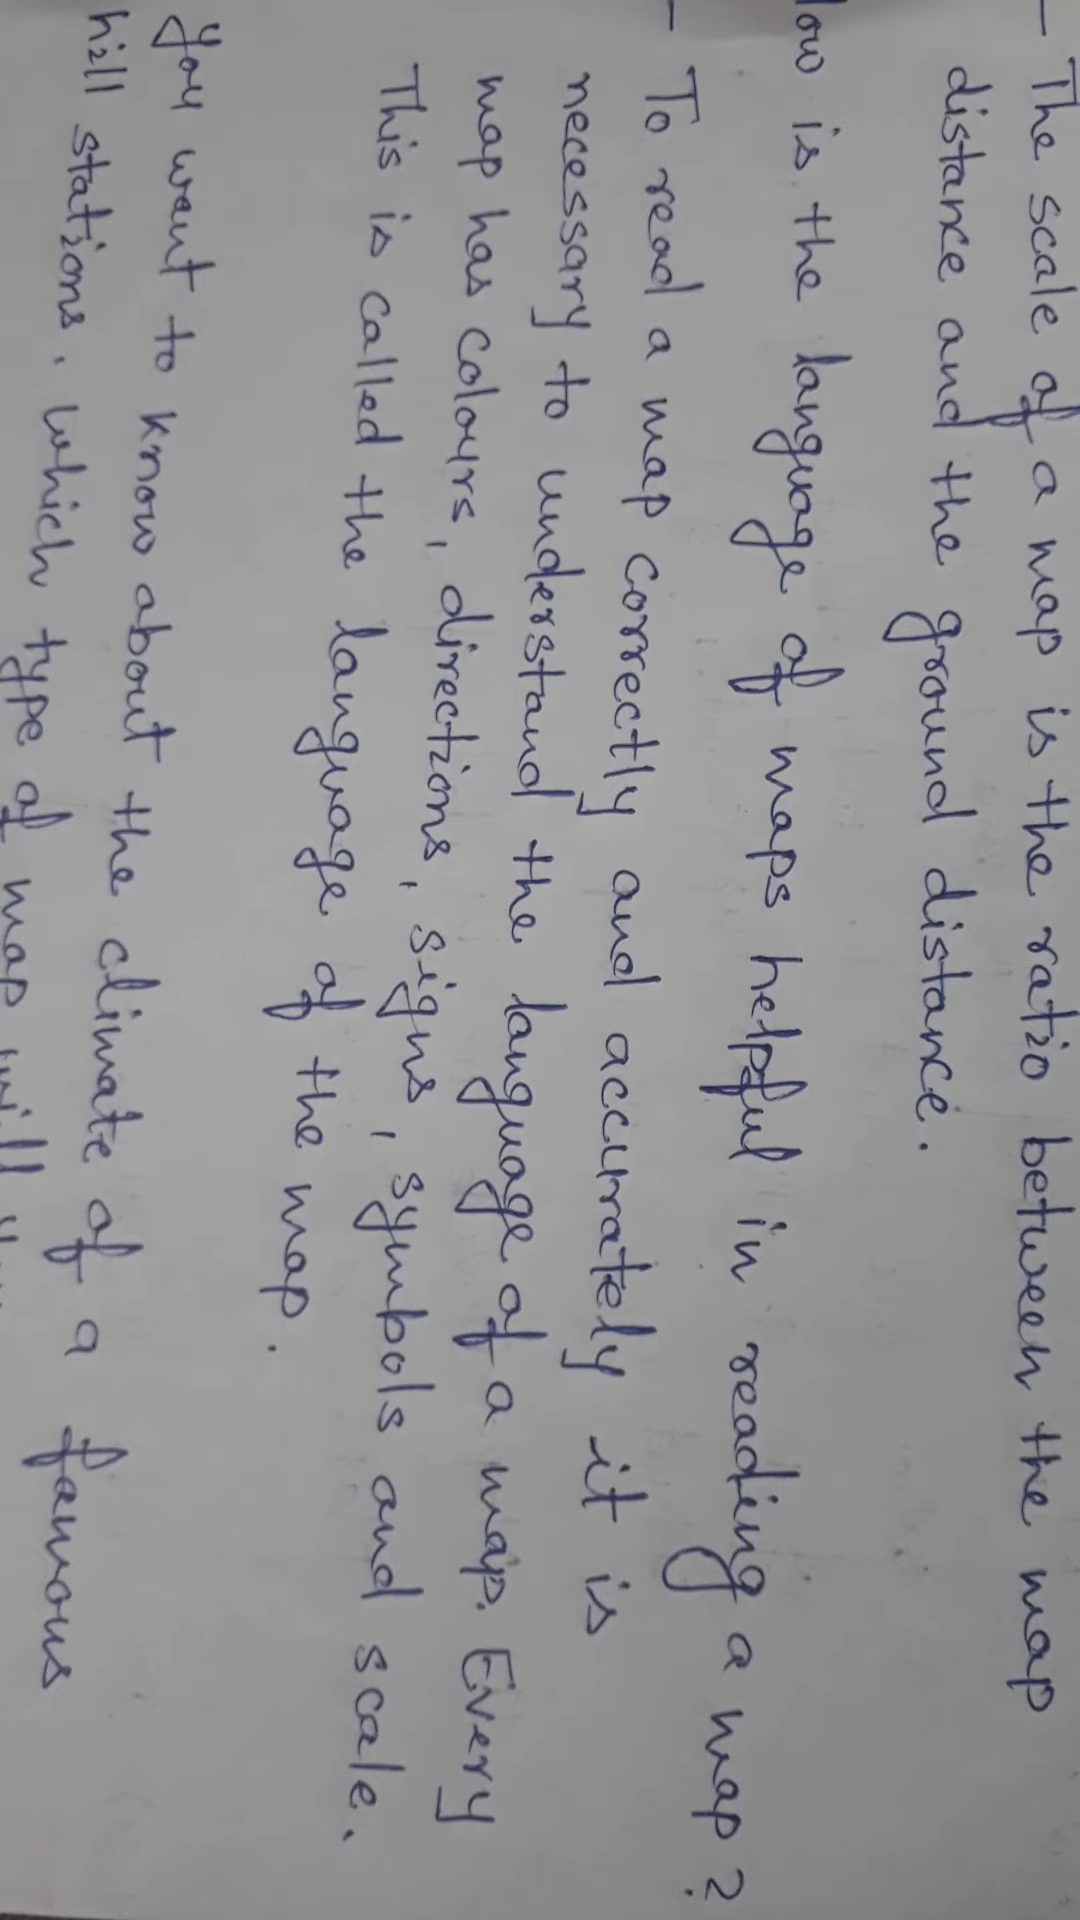 - The scale of a map is the ratio between the map
distance and the ground distance.
low is the language of maps helpful in reading a map?
- To read a map correctly and accurately it is
necessary to understand the language of a map. Every
map has colours, directions, signs, symbols and scale.
This is called the language of the map.
you want to know about the climate of a famous
hill stations. which type of map will